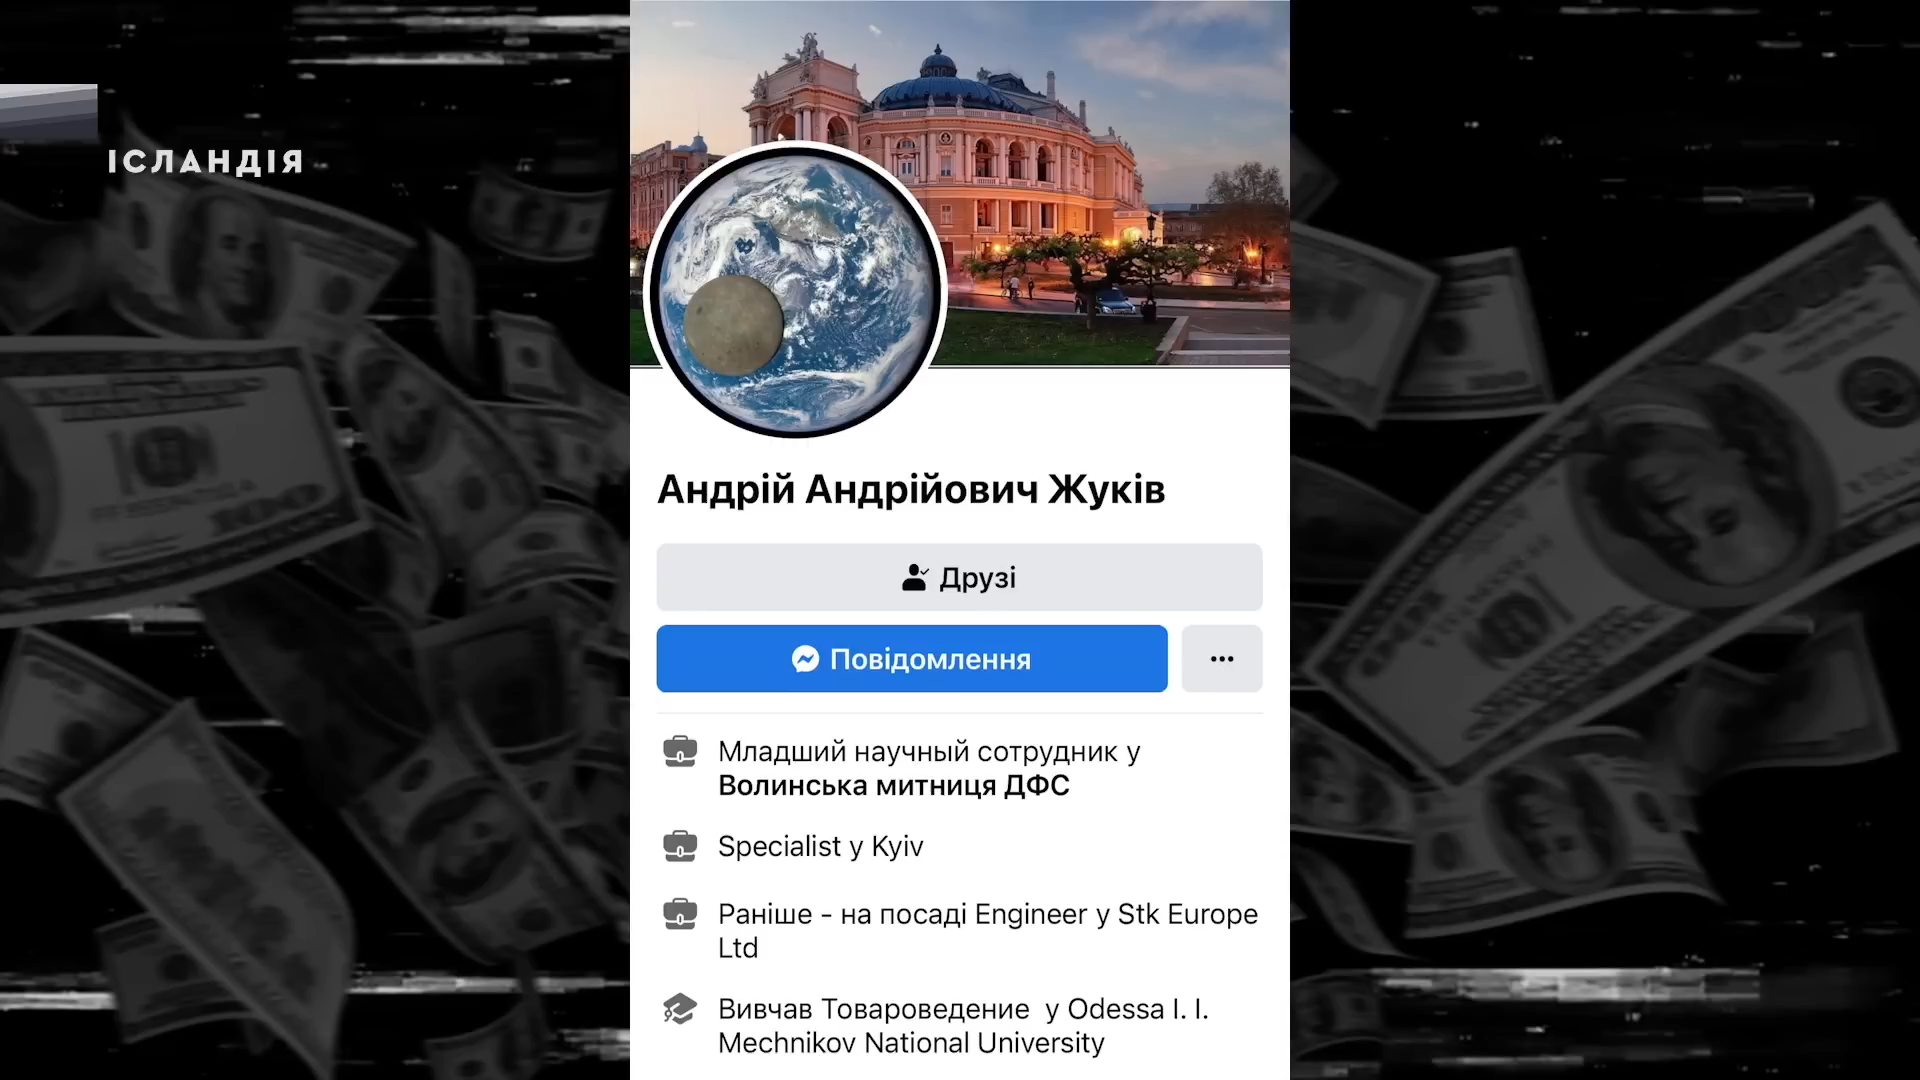 ІСЛАНДІЯ
Андрій Андрійович Жуків
Друзі
Повідомлення
Младший научный сотрудник у
Волинська митниця ДФС
Specialist у Kyiv
Раніше - на посаді Engineer у Stk Europe
Ltd
Вивчав Товароведение у Odessa I. I.
Mechnikov National University